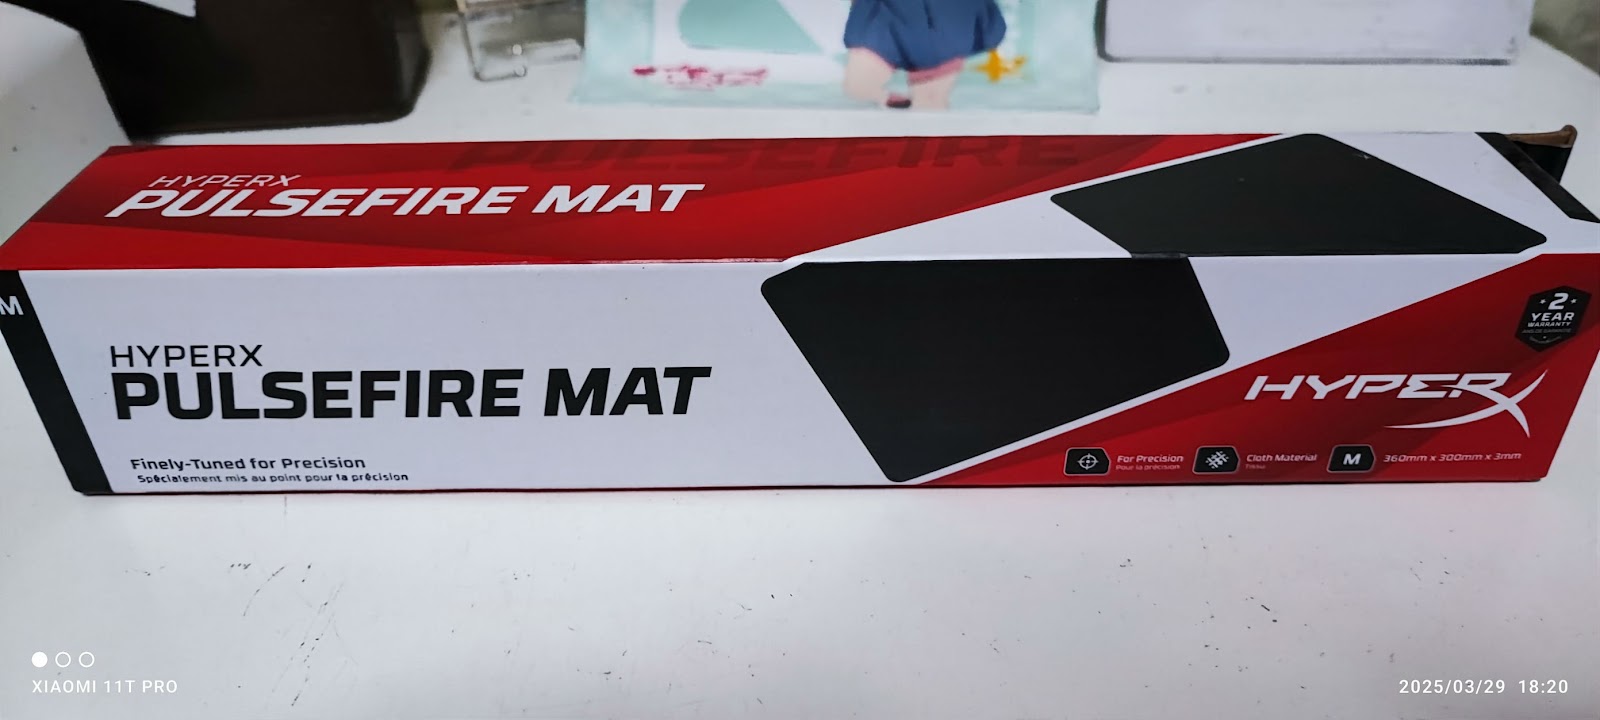 PULSEFIRE
HYPERX
PULSEFIRE MAT
M
HYPERX
PULSEFIRE MAT
Finely-Tuned for Precision
Spécialement mis au point pour la précision
2
YEAR
WARRANTY
HYPERX
For Precision
Pour la précision
Cloth Material
Tissu
M
360mm x 300mm x 3mm
XIAOMI 11T PRO
2025/03/29 18:20